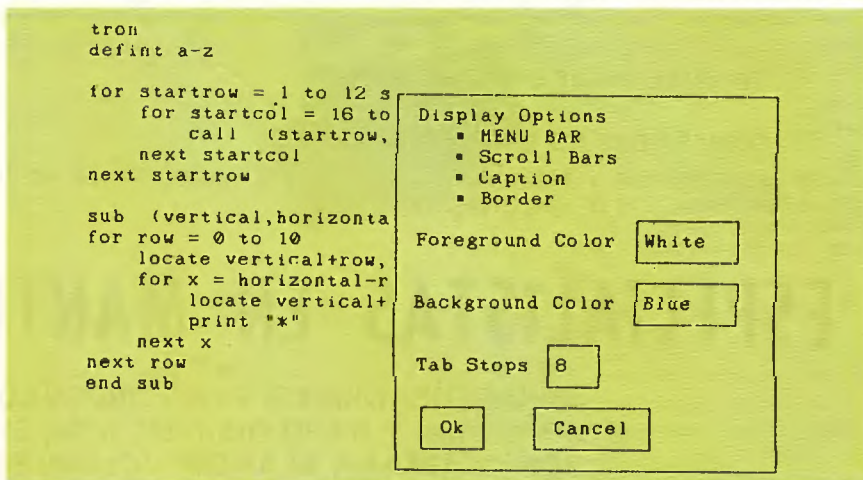 tron
defint a-z
for startrow = 1 to 12 s
for startcol = 16 to
call (startrow,
next startcol
next startrow
sub (vertical,horizonta
for row = 0 to 10
locate vertical+row,
for x = horizontal-r
locate vertical+
print "*"
next x
next row
end sub
Display Options
▪ MENU BAR
▪ Scroll Bars
▪ Caption
▪ Border
Foreground Color White
Background Color Blue
Tab Stops 8
Ok Cancel